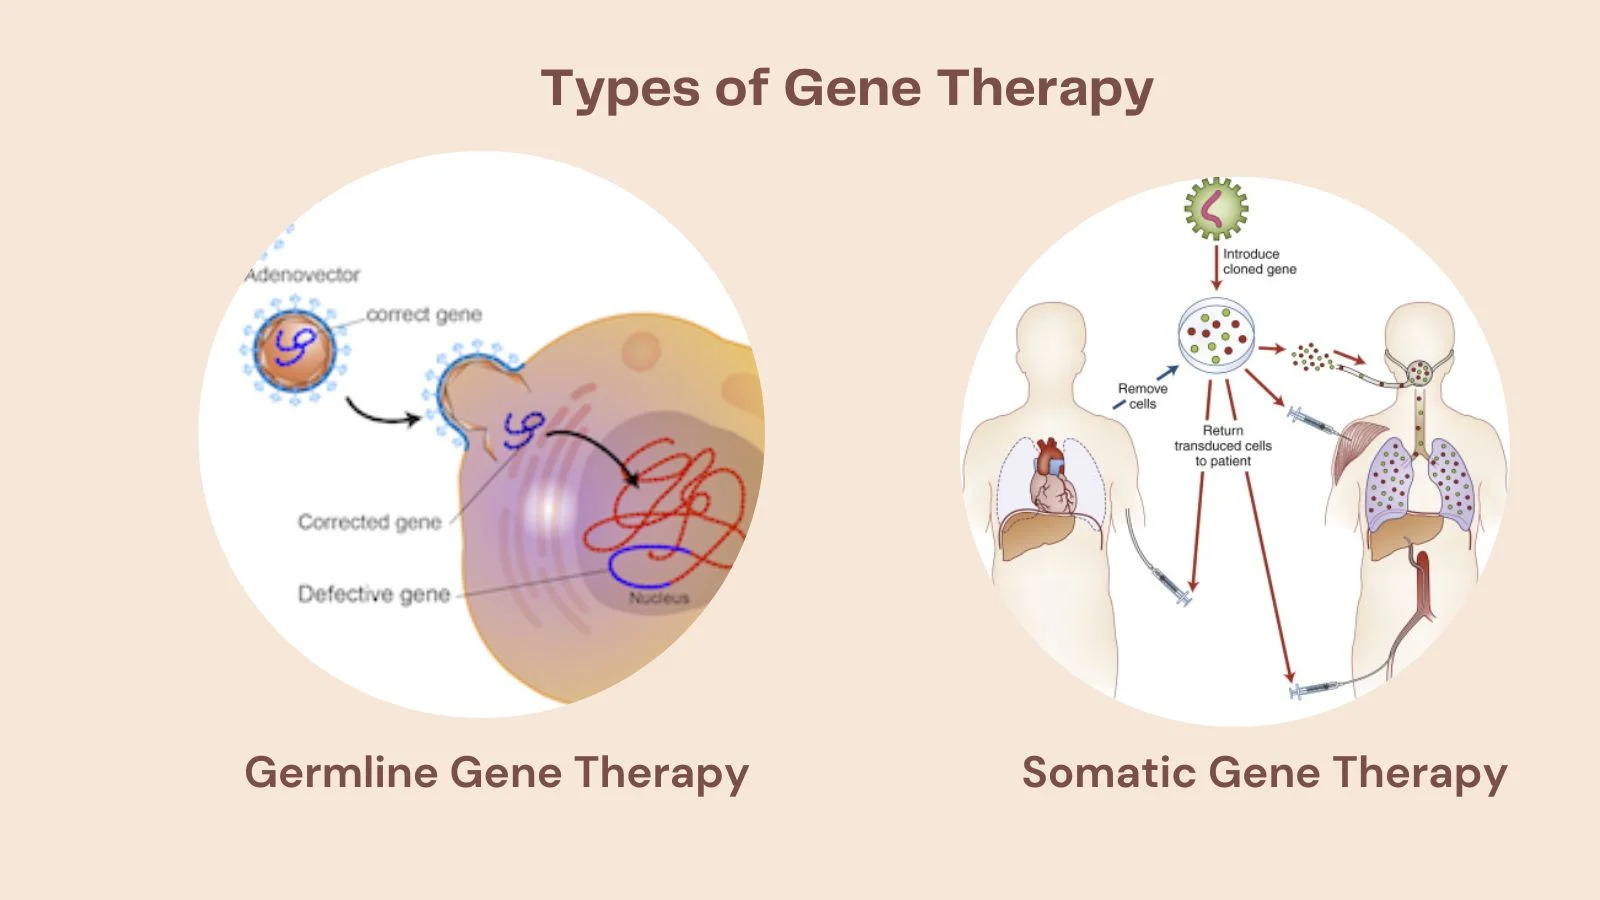 Types of Gene Therapy
Adenovector
correct gene
Corrected gene
Defective gene
Nucleus
Germline Gene Therapy
Introduce
cloned gene
Remove
cells
Return
transduced cells
to patient
Somatic Gene Therapy